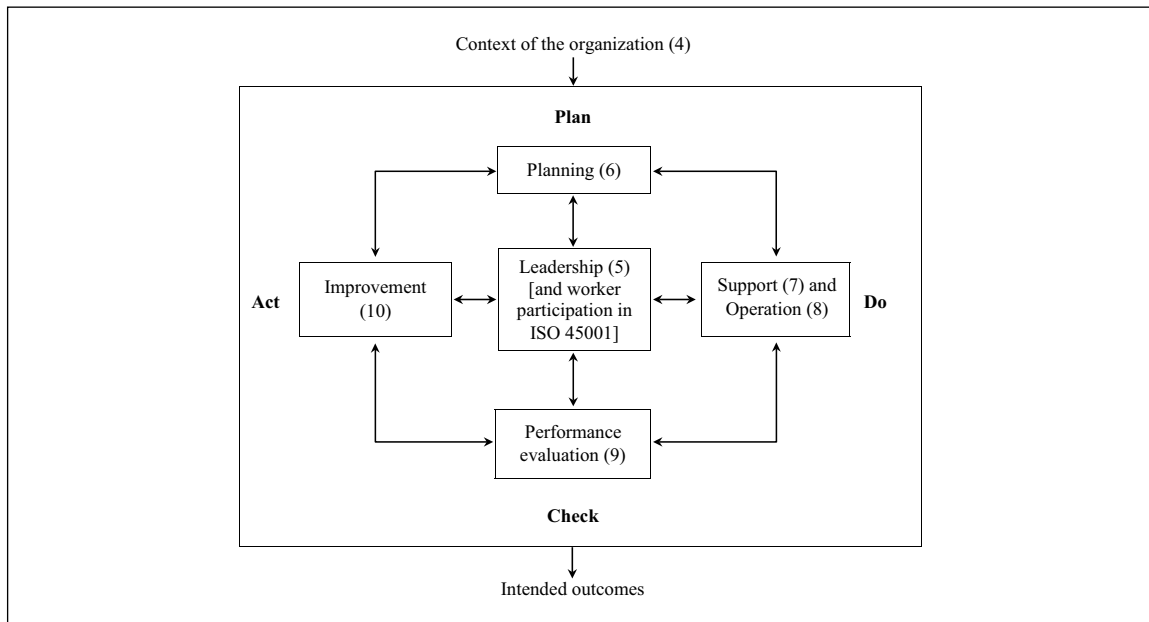 Context of the organization (4)
Plan
Planning (6)
Act
Improvement
(10)
Leadership (5)
[and worker
participation in
ISO 45001]
Support (7) and
Operation (8)
Do
Performance
evaluation (9)
Check
Intended outcomes